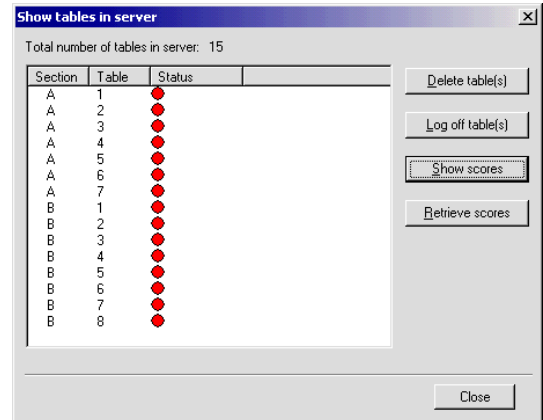 Show tables in server
Total number of tables in server: 15
Section Table Status
A 1
A 2
A 3
A 4
A 5
A 6
A 7
B 1
B 2
B 3
B 4
B 5
B 6
B 7
B 8
Delete table(s)
Log off table(s)
Show scores
Retrieve scores
Close